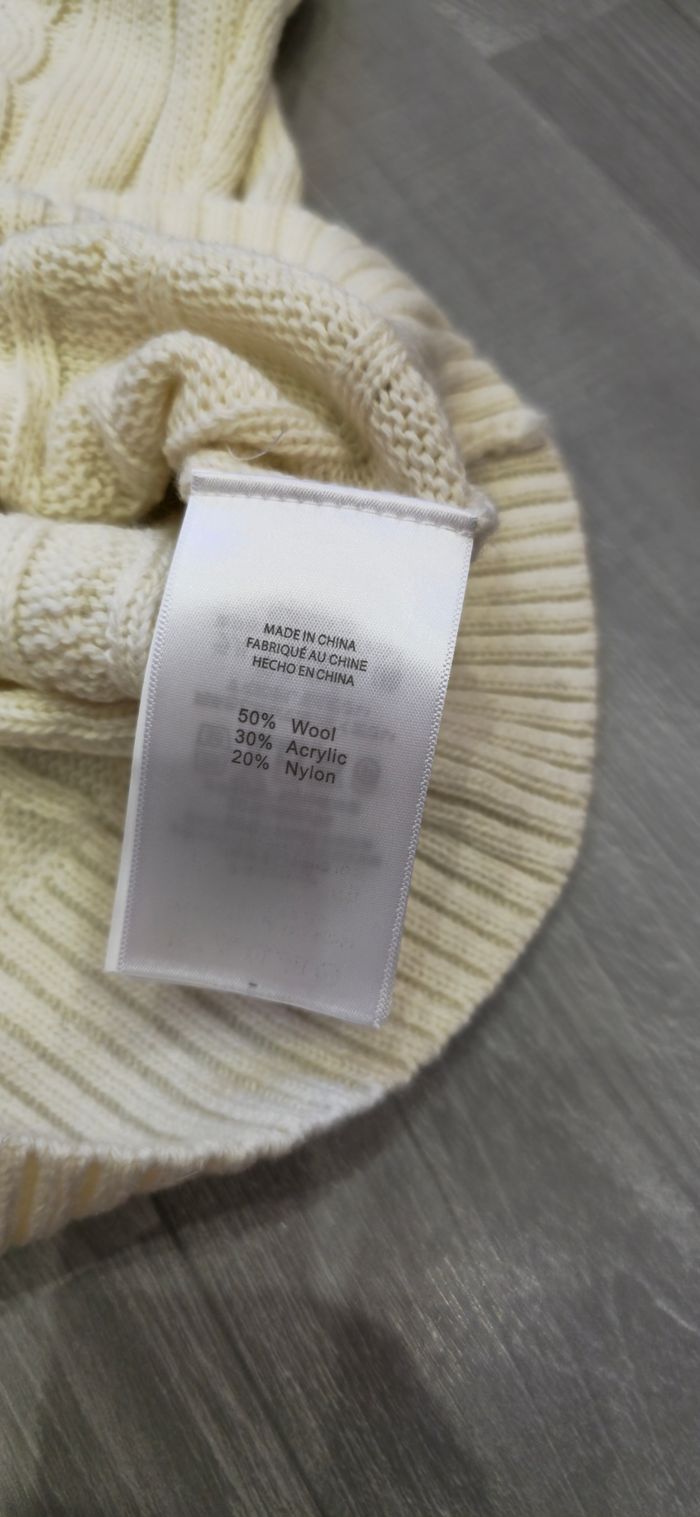 MADE IN CHINA
FABRIQUÉ AU CHINE
HECHO EN CHINA
50% Wool
30% Acrylic
20% Nylon